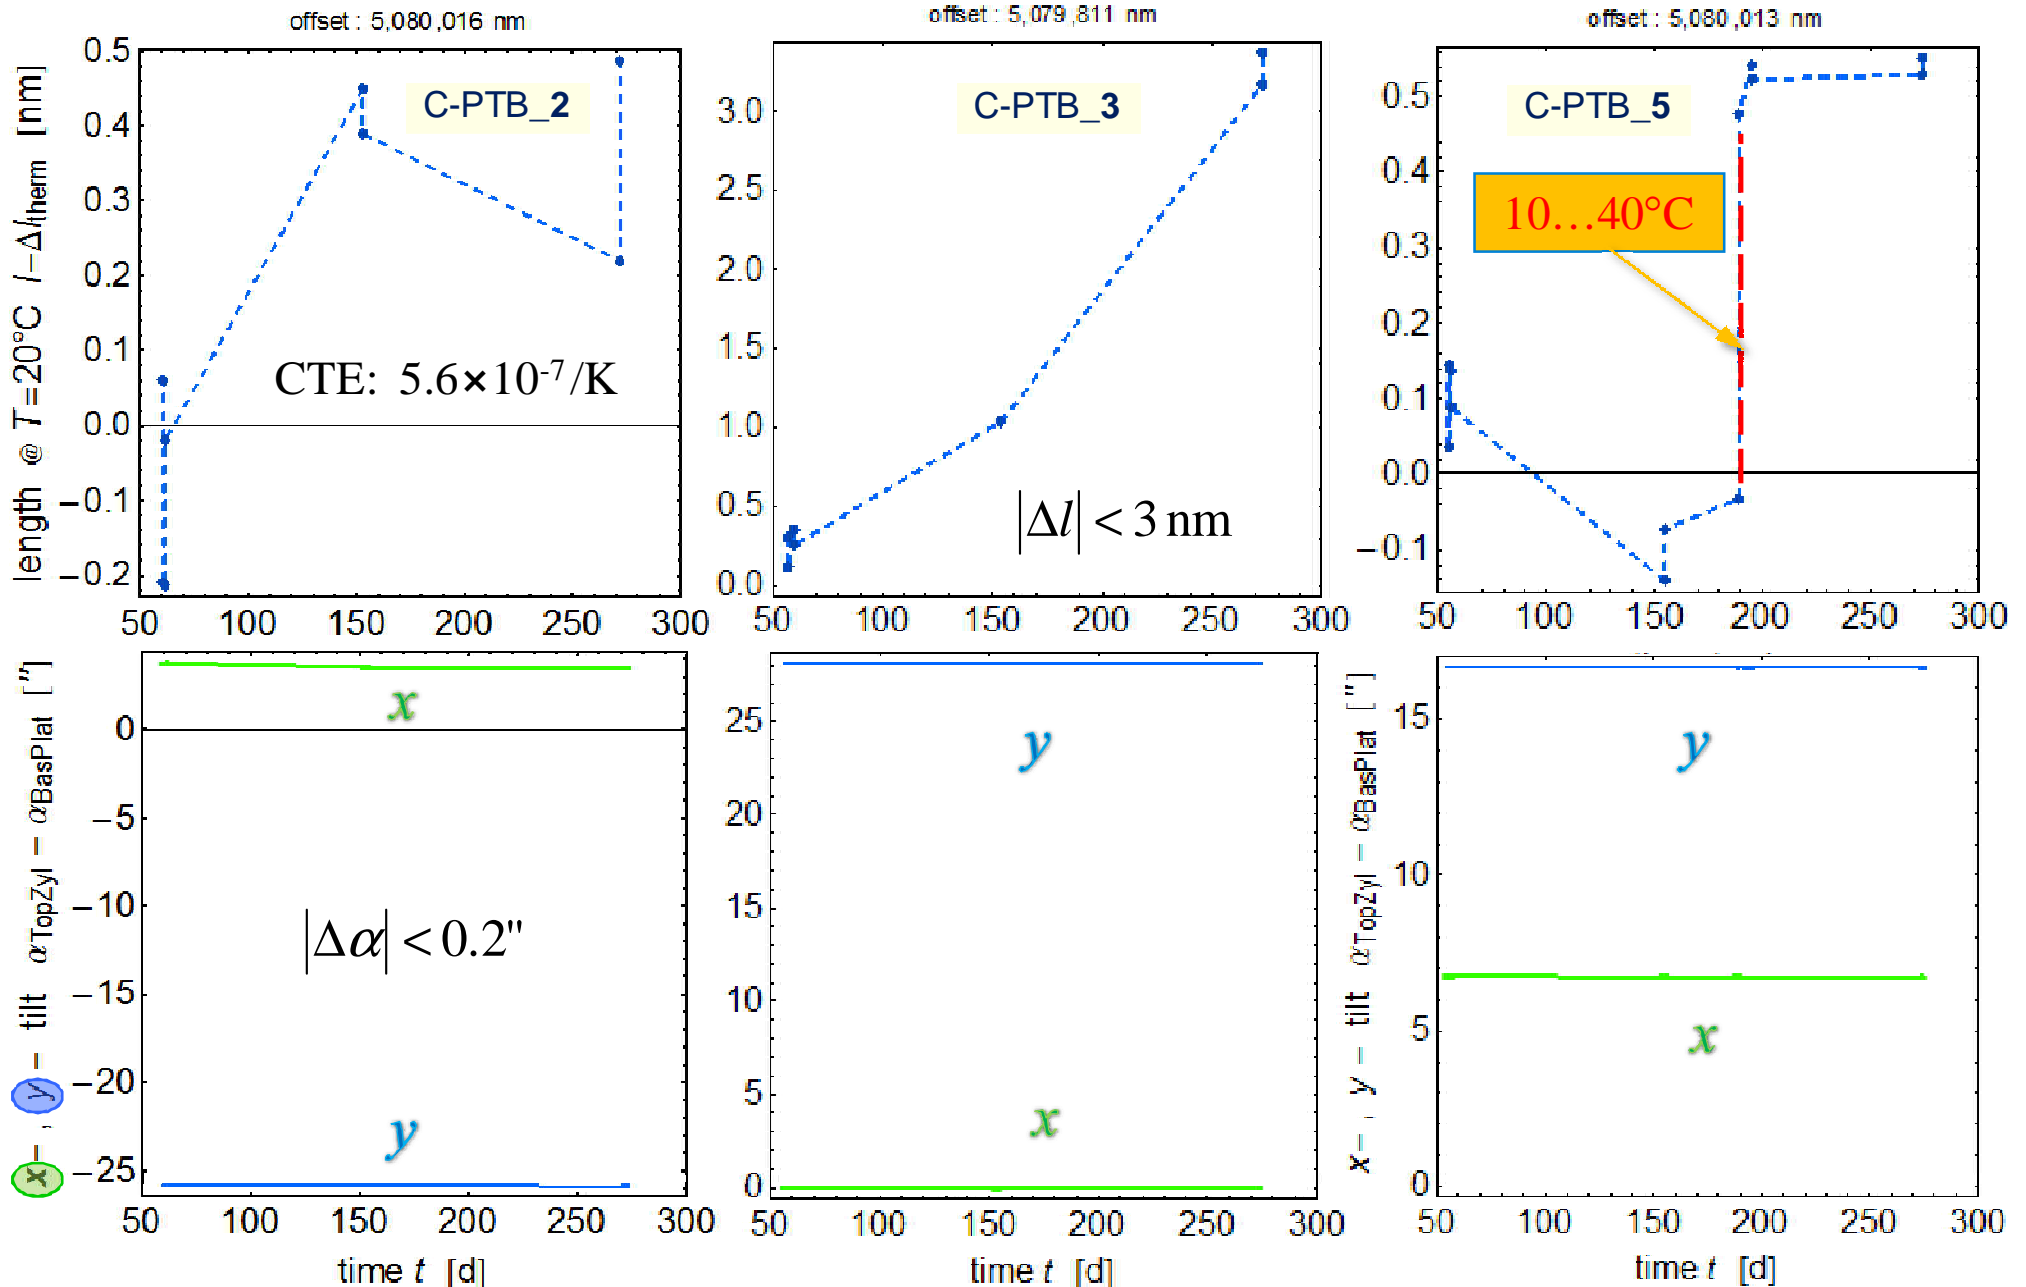 offset : 5,080,016 nm
offset : 5,079,811 nm
offset : 5,080,013 nm
length @ T=20°C l−Δltherm [nm]
0.5
0.4
0.3
0.2
0.1
0.0
−0.1
−0.2
C-PTB_2
CTE: 5.6×10-7/K
50 100 150 200 250 300
3.0
2.5
2.0
1.5
1.0
0.5
0.0
C-PTB_3
|Δl| < 3 nm
50 100 150 200 250 300
0.5
0.4
0.3
0.2
0.1
0.0
−0.1
C-PTB_5
10…40°C
50 100 150 200 250 300
x− , y − tilt αTopZyl − αBasPlat ["]
0
−5
−10
−15
−20
−25
x
|Δα| < 0.2"
y
50 100 150 200 250 300
time t [d]
25
20
15
10
5
0
y
x
50 100 150 200 250 300
time t [d]
x− , y − tilt αTopZyl − αBasPlat ["]
15
10
5
0
y
x
50 100 150 200 250 300
time t [d]